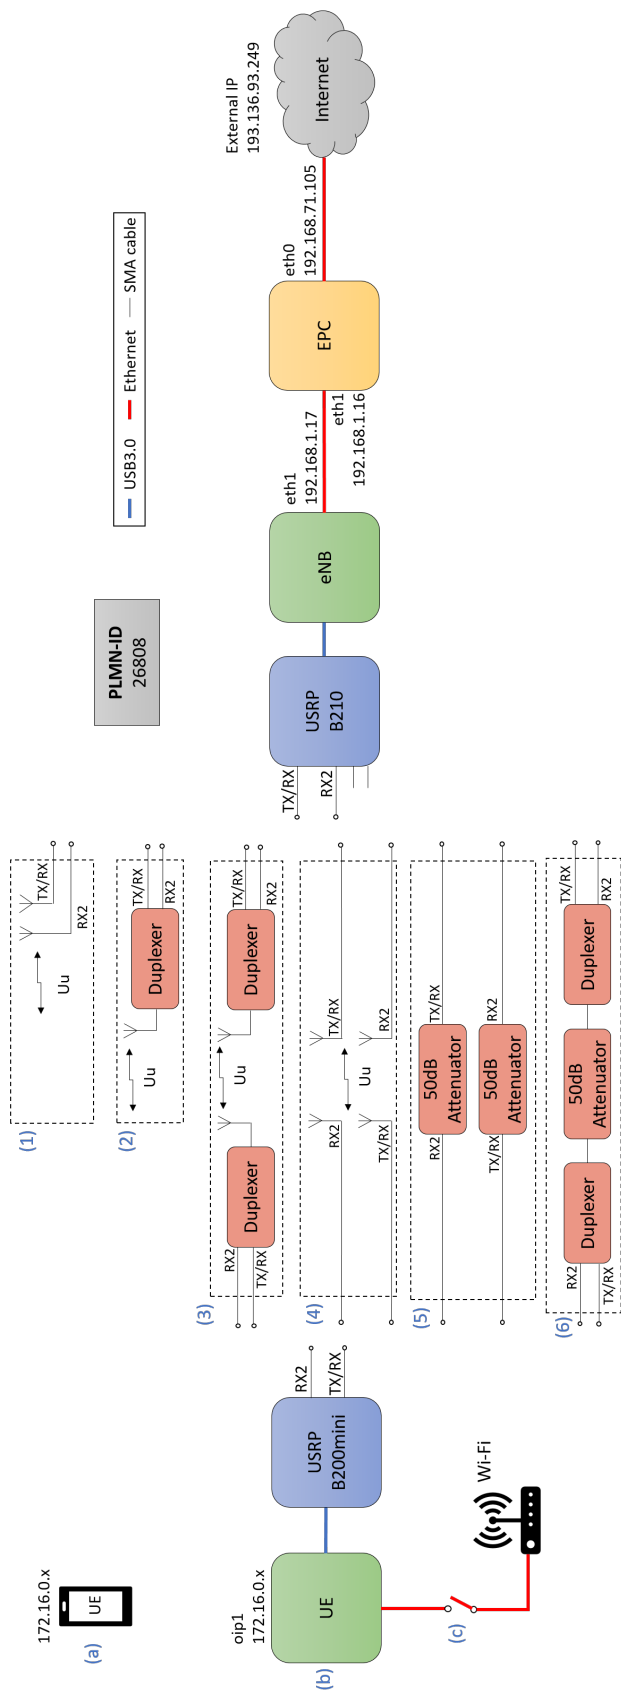 172.16.0.x
UE
(a)
oip1
172.16.0.x
UE
(b)
(c)
Wi-Fi
USRP
B200mini
RX2
TX/RX
(1)
Uu
TX/RX
RX2
(2)
Uu
Duplexer
TX/RX
RX2
(3)
RX2
TX/RX
Duplexer
Uu
Duplexer
TX/RX
RX2
(4)
RX2
TX/RX
Uu
TX/RX
RX2
(5)
RX2
50dB
Attenuator
TX/RX
TX/RX
50dB
Attenuator
RX2
(6)
RX2
TX/RX
Duplexer
50dB
Attenuator
Duplexer
TX/RX
RX2
PLMN-ID
26808
USB3.0
Ethernet
SMA cable
TX/RX
RX2
USRP
B210
eNB
eth1
192.168.1.17
eth1
192.168.1.16
EPC
eth0
192.168.71.105
External IP
193.136.93.249
Internet